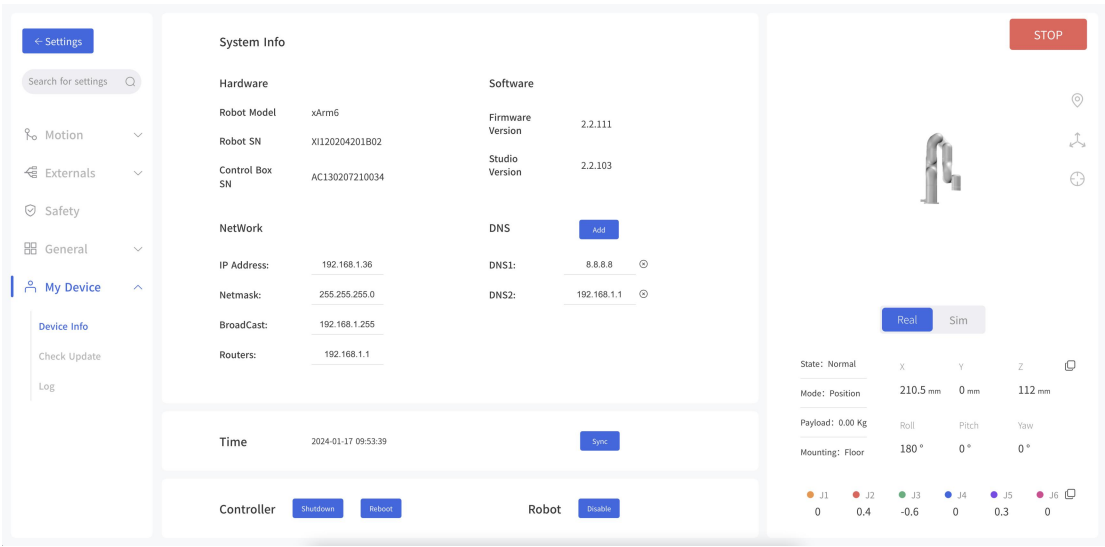 ← Settings
Search for settings
Motion
Externals
Safety
General
My Device
Device Info
Check Update
Log
System Info
Hardware
Robot Model xArm6
Robot SN XI120204201B02
Control Box SN AC130207210034
Software
Firmware Version 2.2.111
Studio Version 2.2.103
NetWork
IP Address: 192.168.1.36
Netmask: 255.255.255.0
BroadCast: 192.168.1.255
Routers: 192.168.1.1
DNS Add
DNS1: 8.8.8.8
DNS2: 192.168.1.1
Time 2024-01-17 09:53:39 Sync
Controller Shutdown Reboot Robot Disable
STOP
Real Sim
State: Normal
Mode: Position
Payload: 0.00 Kg
Mounting: Floor
X Y Z
210.5 mm 0 mm 112 mm
Roll Pitch Yaw
180 ° 0 ° 0 °
J1 J2 J3 J4 J5 J6
0 0.4 -0.6 0 0.3 0